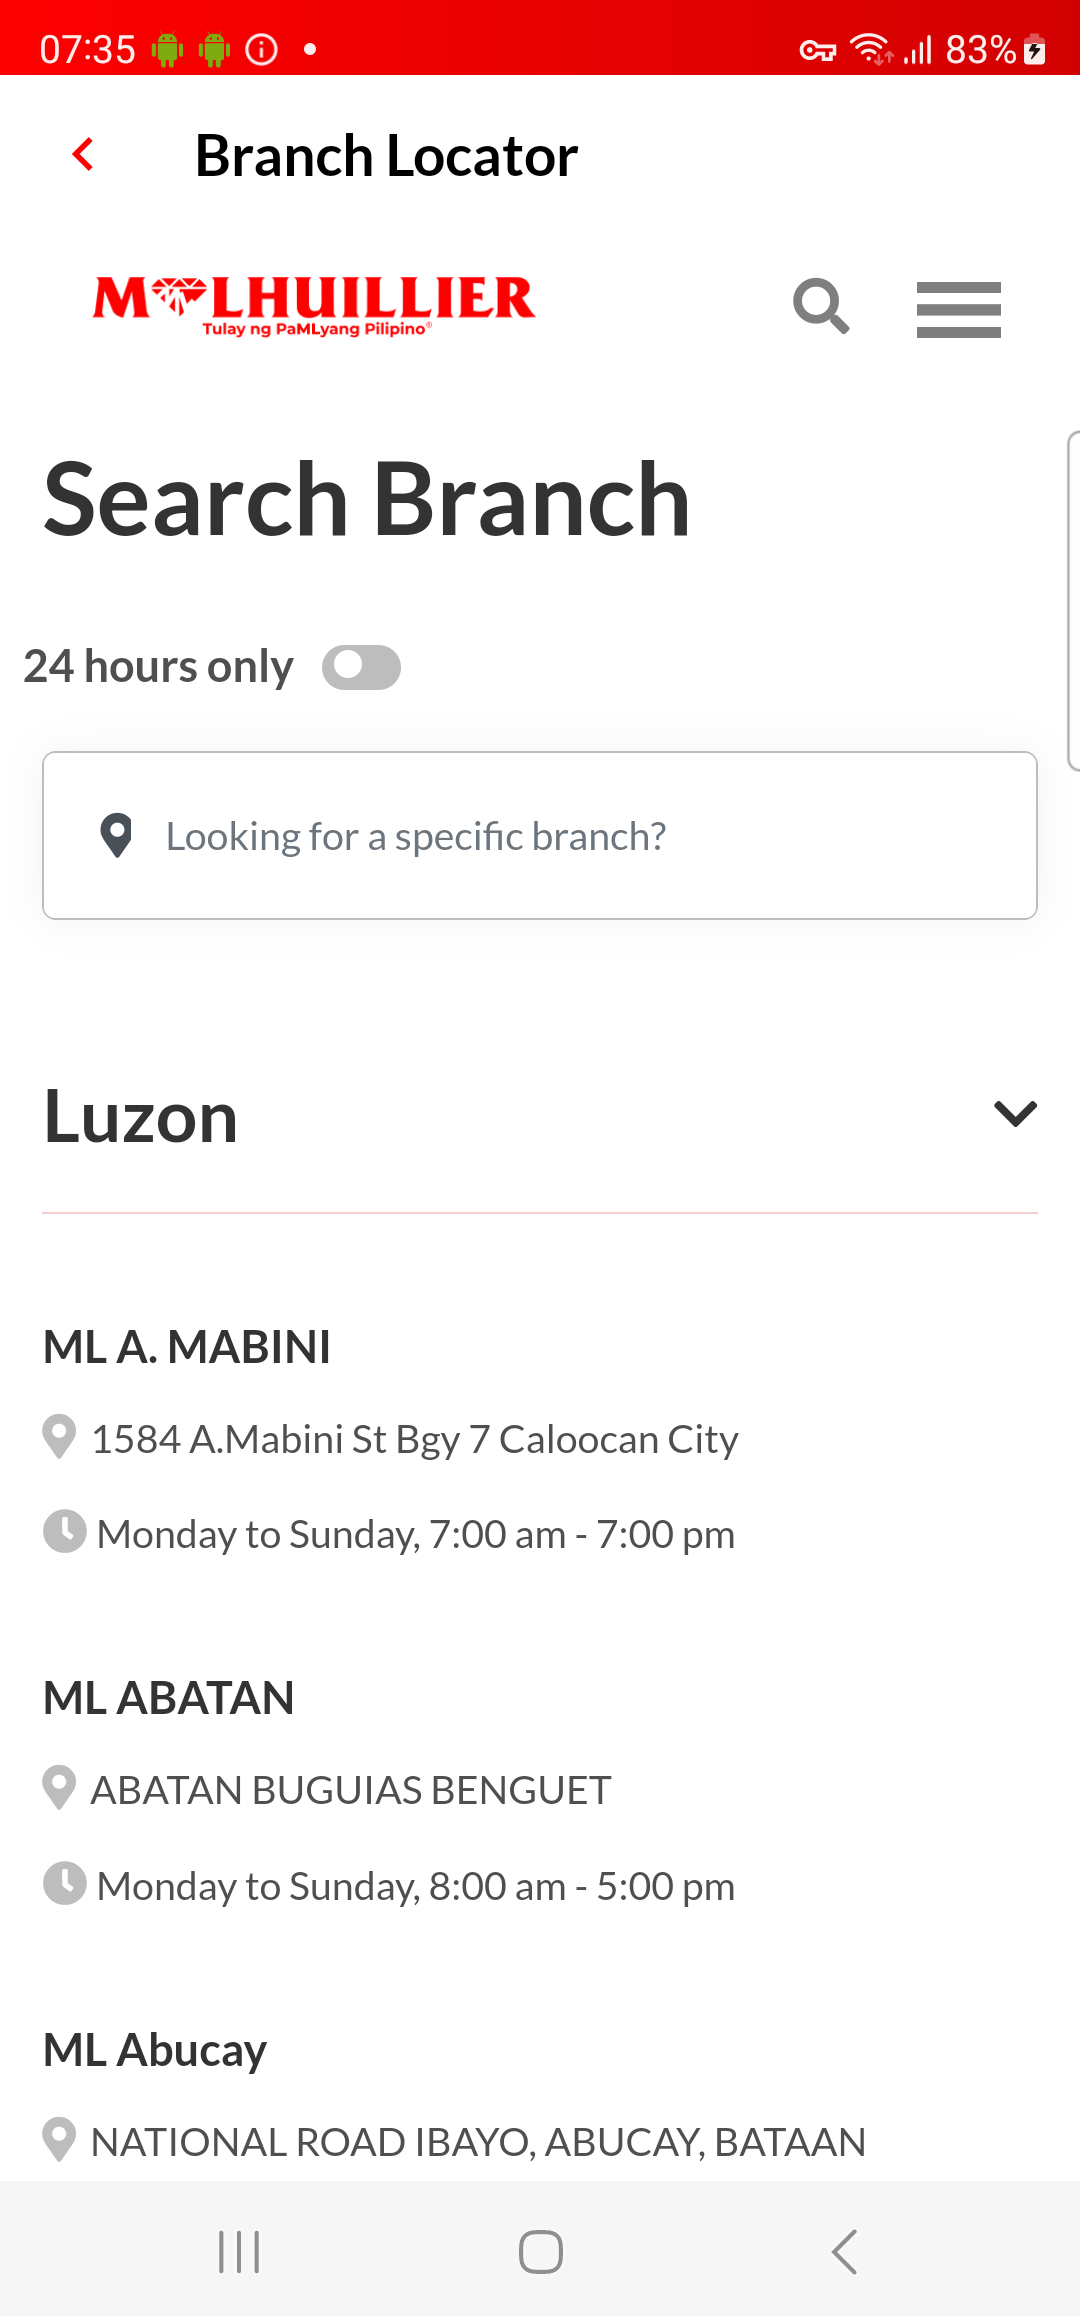 07:35
83%
Branch Locator
M LHUILLIER
Tulay ng PaMLyang Pilipino®
Search Branch
24 hours only
Looking for a specific branch?
Luzon
ML A. MABINI
1584 A.Mabini St Bgy 7 Caloocan City
Monday to Sunday, 7:00 am - 7:00 pm
ML ABATAN
ABATAN BUGUIAS BENGUET
Monday to Sunday, 8:00 am - 5:00 pm
ML Abucay
NATIONAL ROAD IBAYO, ABUCAY, BATAAN